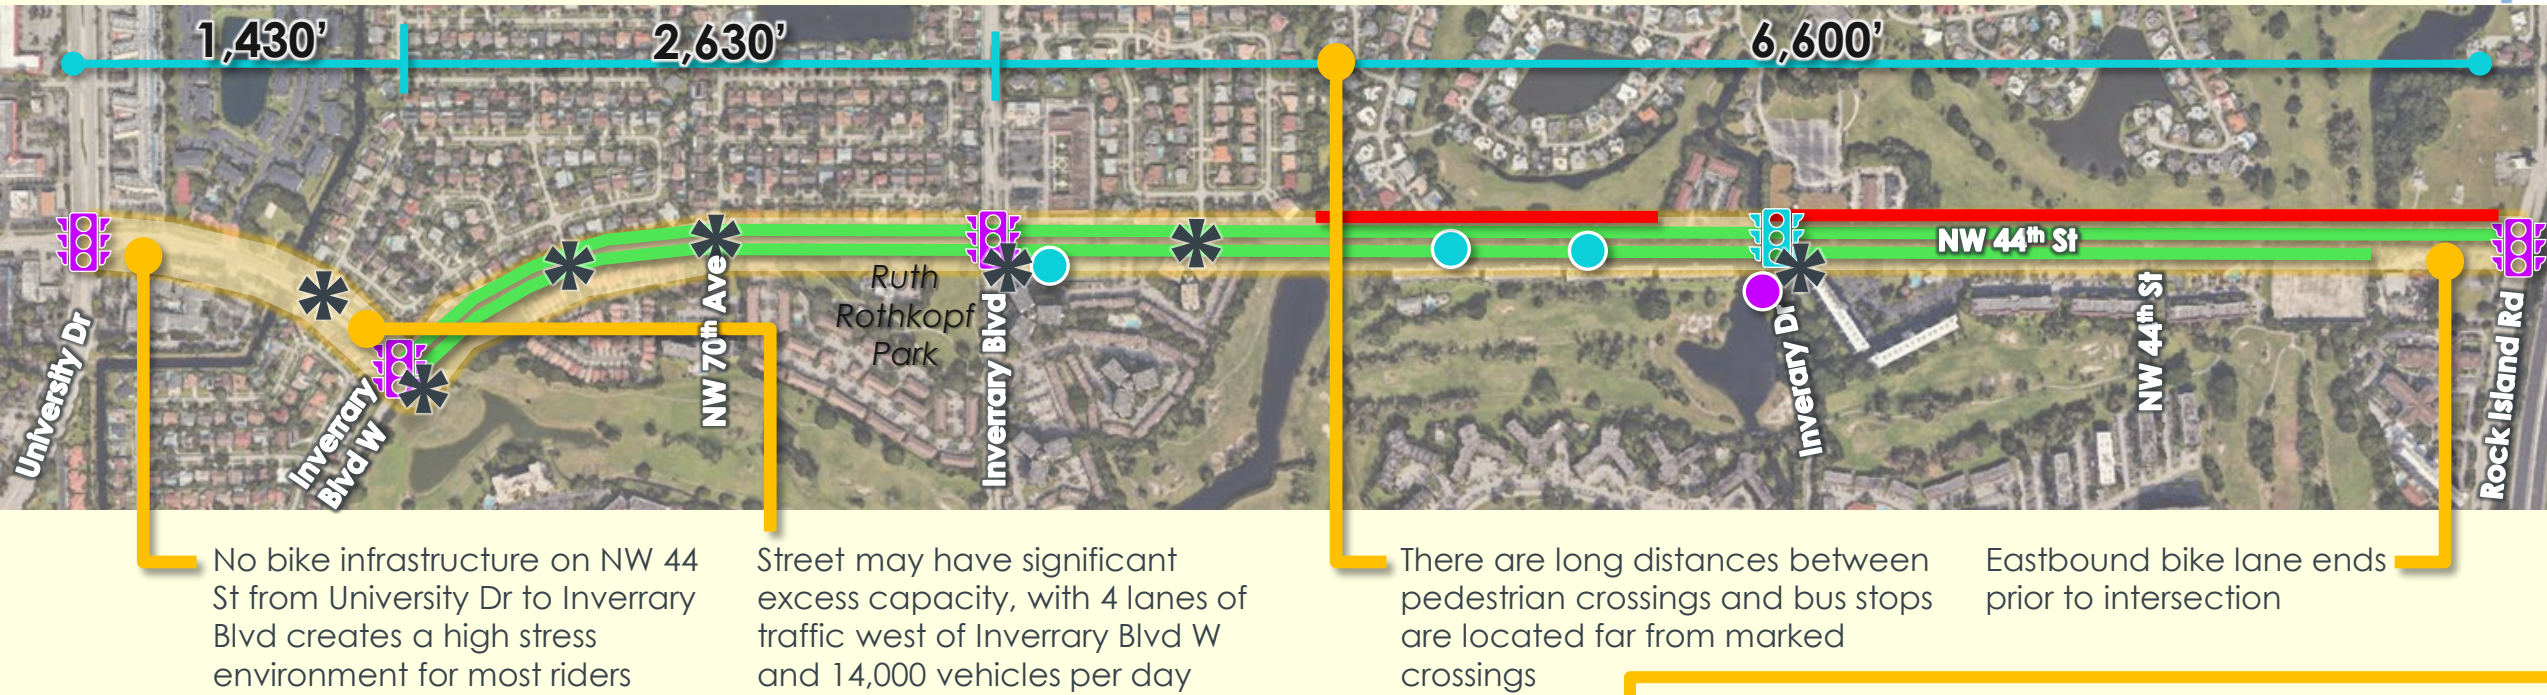 1,430’
2,630’
6,600’
NW 44th St
University Dr
Inverrary
Blvd W
NW 70th Ave
Ruth
Rothkopf
Park
Inverrary Blvd
Inverary Dr
NW 44th St
Rock Island Rd
No bike infrastructure on NW 44
St from University Dr to Inverrary
Blvd creates a high stress
environment for most riders
Street may have significant
excess capacity, with 4 lanes of
traffic west of Inverrary Blvd W
and 14,000 vehicles per day
There are long distances between
pedestrian crossings and bus stops
are located far from marked
crossings
Eastbound bike lane ends
prior to intersection